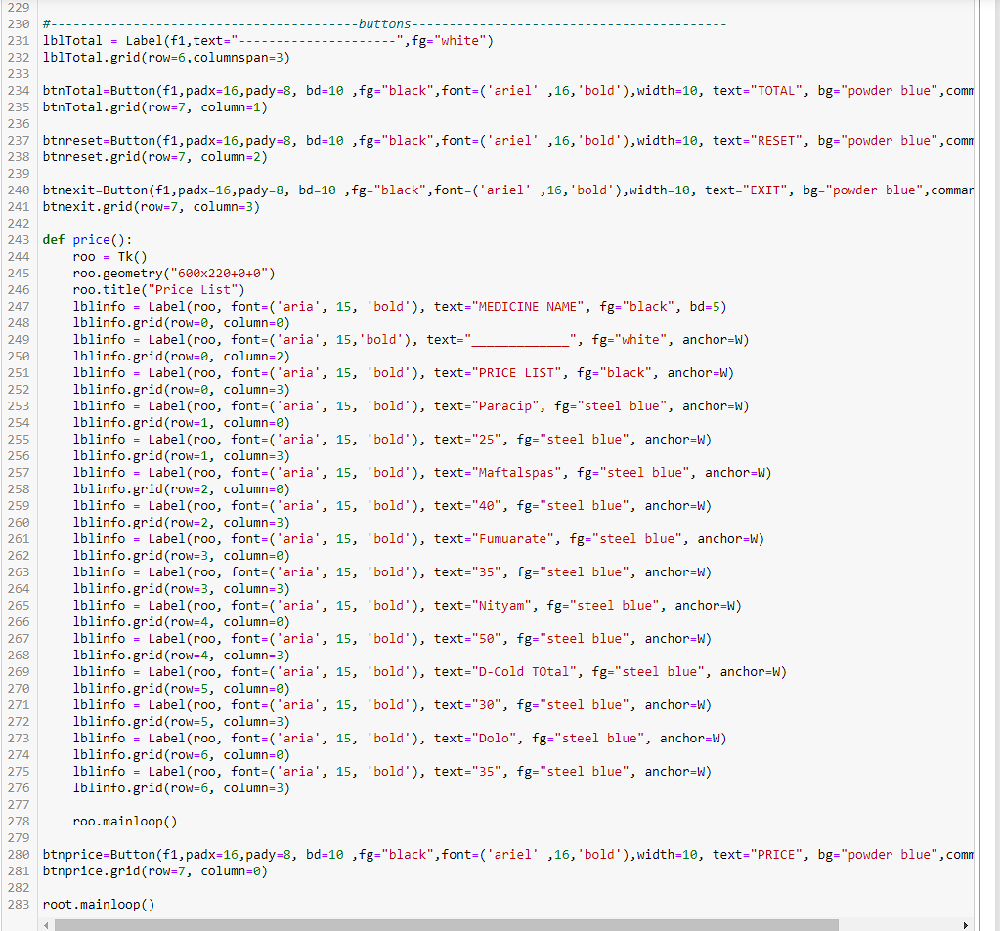 229
230 #-----------------------------------------buttons------------------------------------------
231 lblTotal = Label(f1,text="---------------------",fg="white")
232 lblTotal.grid(row=6,columnspan=3)
233
234 btnTotal=Button(f1,padx=16,pady=8, bd=10 ,fg="black",font=('ariel' ,16,'bold'),width=10, text="TOTAL", bg="powder blue",comm
235 btnTotal.grid(row=7, column=1)
236
237 btnreset=Button(f1,padx=16,pady=8, bd=10 ,fg="black",font=('ariel' ,16,'bold'),width=10, text="RESET", bg="powder blue",comm
238 btnreset.grid(row=7, column=2)
239
240 btnexit=Button(f1,padx=16,pady=8, bd=10 ,fg="black",font=('ariel' ,16,'bold'),width=10, text="EXIT", bg="powder blue",comman
241 btnexit.grid(row=7, column=3)
242
243 def price():
244     roo = Tk()
245     roo.geometry("600x220+0+0")
246     roo.title("Price List")
247     lblinfo = Label(roo, font=('aria', 15, 'bold'), text="MEDICINE NAME", fg="black", bd=5)
248     lblinfo.grid(row=0, column=0)
249     lblinfo = Label(roo, font=('aria', 15,'bold'), text="_____________", fg="white", anchor=W)
250     lblinfo.grid(row=0, column=2)
251     lblinfo = Label(roo, font=('aria', 15, 'bold'), text="PRICE LIST", fg="black", anchor=W)
252     lblinfo.grid(row=0, column=3)
253     lblinfo = Label(roo, font=('aria', 15, 'bold'), text="Paracip", fg="steel blue", anchor=W)
254     lblinfo.grid(row=1, column=0)
255     lblinfo = Label(roo, font=('aria', 15, 'bold'), text="25", fg="steel blue", anchor=W)
256     lblinfo.grid(row=1, column=3)
257     lblinfo = Label(roo, font=('aria', 15, 'bold'), text="Maftalspas", fg="steel blue", anchor=W)
258     lblinfo.grid(row=2, column=0)
259     lblinfo = Label(roo, font=('aria', 15, 'bold'), text="40", fg="steel blue", anchor=W)
260     lblinfo.grid(row=2, column=3)
261     lblinfo = Label(roo, font=('aria', 15, 'bold'), text="Fumuarate", fg="steel blue", anchor=W)
262     lblinfo.grid(row=3, column=0)
263     lblinfo = Label(roo, font=('aria', 15, 'bold'), text="35", fg="steel blue", anchor=W)
264     lblinfo.grid(row=3, column=3)
265     lblinfo = Label(roo, font=('aria', 15, 'bold'), text="Nityam", fg="steel blue", anchor=W)
266     lblinfo.grid(row=4, column=0)
267     lblinfo = Label(roo, font=('aria', 15, 'bold'), text="50", fg="steel blue", anchor=W)
268     lblinfo.grid(row=4, column=3)
269     lblinfo = Label(roo, font=('aria', 15, 'bold'), text="D-Cold TOtal", fg="steel blue", anchor=W)
270     lblinfo.grid(row=5, column=0)
271     lblinfo = Label(roo, font=('aria', 15, 'bold'), text="30", fg="steel blue", anchor=W)
272     lblinfo.grid(row=5, column=3)
273     lblinfo = Label(roo, font=('aria', 15, 'bold'), text="Dolo", fg="steel blue", anchor=W)
274     lblinfo.grid(row=6, column=0)
275     lblinfo = Label(roo, font=('aria', 15, 'bold'), text="35", fg="steel blue", anchor=W)
276     lblinfo.grid(row=6, column=3)
277
278     roo.mainloop()
279
280 btnprice=Button(f1,padx=16,pady=8, bd=10 ,fg="black",font=('ariel' ,16,'bold'),width=10, text="PRICE", bg="powder blue",comm
281 btnprice.grid(row=7, column=0)
282
283 root.mainloop()